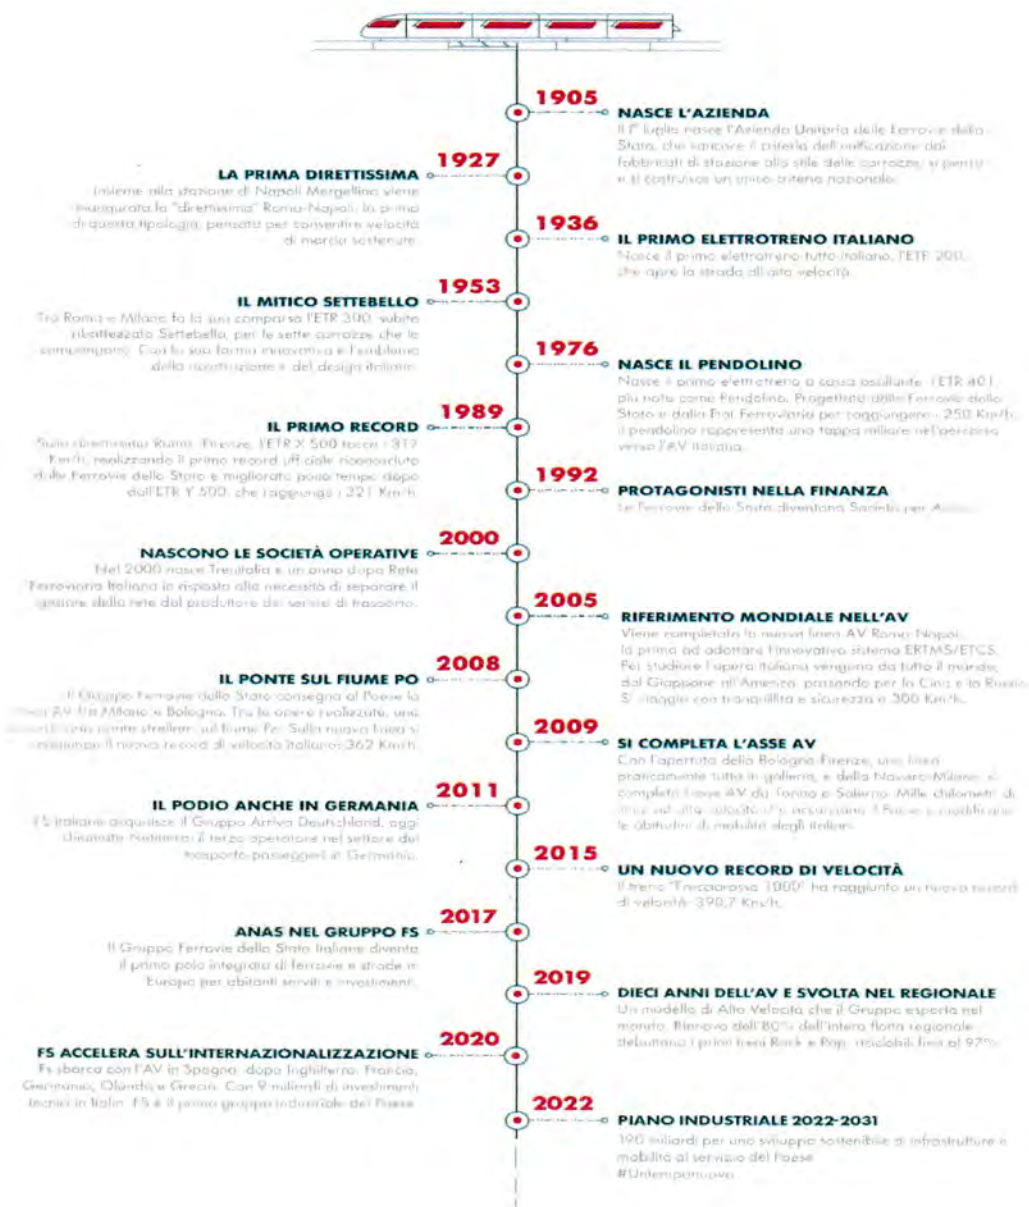 1905
NASCE L'AZIENDA
Il 1° luglio nasce l'Azienda Unitaria delle Ferrovie dello
Stato, che sancisce il criterio dell'unificazione dai
fabbricati di stazione allo stile delle carrozze, si pensa
e si costruisce un unico criterio nazionale.
1927
LA PRIMA DIRETTISSIMA
Insieme alla stazione di Napoli Mergellina viene
inaugurata la "direttissima" Roma-Napoli, la prima
di questa tipologia, pensata per consentire velocità
di marcia sostenute.
1936
IL PRIMO ELETTROTRENO ITALIANO
Nasce il primo elettrotreno tutto italiano, l'ETR 200,
che apre la strada all'alta velocità.
1953
IL MITICO SETTEBELLO
Tra Roma e Milano fa la sua comparsa l'ETR 300, subito
ribattezzato Settebello, per le sette carrozze che lo
compongono. Con la sua forma innovativa è l'emblema
della ricostruzione e del design italiano.
1976
NASCE IL PENDOLINO
Nasce il primo elettrotreno a cassa oscillante, l'ETR 401,
più noto come Pendolino. Progettato dalle Ferrovie dello
Stato e dalla Fiat Ferroviaria per raggiungere i 250 Km/h,
il pendolino rappresenta una tappa miliare nel percorso
verso l'AV italiana.
1989
IL PRIMO RECORD
Sulla direttissima Roma-Firenze, l'ETR X 500 tocca i 317
Km/h, realizzando il primo record ufficiale riconosciuto
dalle Ferrovie dello Stato e migliorato poco tempo dopo
dall'ETR Y 500, che raggiunge i 321 Km/h.
1992
PROTAGONISTI NELLA FINANZA
Le Ferrovie dello Stato diventano Società per Azioni.
2000
NASCONO LE SOCIETÀ OPERATIVE
Nel 2000 nasce Trenitalia e un anno dopo Rete
Ferroviaria Italiana in risposta alla necessità di separare il
gestore della rete dal produttore dei servizi di trasporto.
2005
RIFERIMENTO MONDIALE NELL'AV
Viene completata la nuova linea AV Roma-Napoli,
la prima ad adottare l'innovativo sistema ERTMS/ETCS.
Per studiare l'opera italiana vengono da tutto il mondo,
dal Giappone all'America, passando per la Cina e la Russia.
Si viaggia con tranquillità e sicurezza a 300 Km/h.
2008
IL PONTE SUL FIUME PO
Il Gruppo Ferrovie dello Stato consegna al Paese la
linea AV fra Milano e Bologna. Tra le opere realizzate, uno
ponte strallato sul fiume Po. Sulla nuova linea si
raggiunge il nuovo record di velocità italiano: 362 Km/h.
2009
SI COMPLETA L'ASSE AV
Con l'apertura della Bologna-Firenze, una linea
praticamente tutta in galleria, e della Novara-Milano, si
completa l'asse AV da Torino a Salerno. Mille chilometri di
linee ad alta velocità che accorciano il Paese e modificano
le abitudini di mobilità degli italiani.
2011
IL PODIO ANCHE IN GERMANIA
FS Italiane acquisisce il Gruppo Arriva Deutschland, oggi
chiamato Netinera: il terzo operatore nel settore del
trasporto passeggeri in Germania.
2015
UN NUOVO RECORD DI VELOCITÀ
Il treno "Frecciarossa 1000" ha raggiunto un nuovo record
di velocità: 390,7 Km/h.
2017
ANAS NEL GRUPPO FS
Il Gruppo Ferrovie dello Stato Italiane diventa
il primo polo integrato di ferrovie e strade in
Europa per abitanti serviti e investimenti.
2019
DIECI ANNI DELL'AV E SVOLTA NEL REGIONALE
Un modello di Alta Velocità che il Gruppo esporta nel
mondo. Rinnovo dell'80% dell'intera flotta regionale
debuttano i primi treni Rock e Pop, riciclabili fino al 97%.
2020
FS ACCELERA SULL'INTERNAZIONALIZZAZIONE
Fs sbarca con l'AV in Spagna, dopo Inghilterra, Francia,
Germania, Olanda e Grecia. Con 9 miliardi di investimenti
tecnici in Italia, FS è il primo gruppo industriale del Paese.
2022
PIANO INDUSTRIALE 2022-2031
190 miliardi per uno sviluppo sostenibile di infrastrutture e
mobilità al servizio del Paese
#Untemponuovo